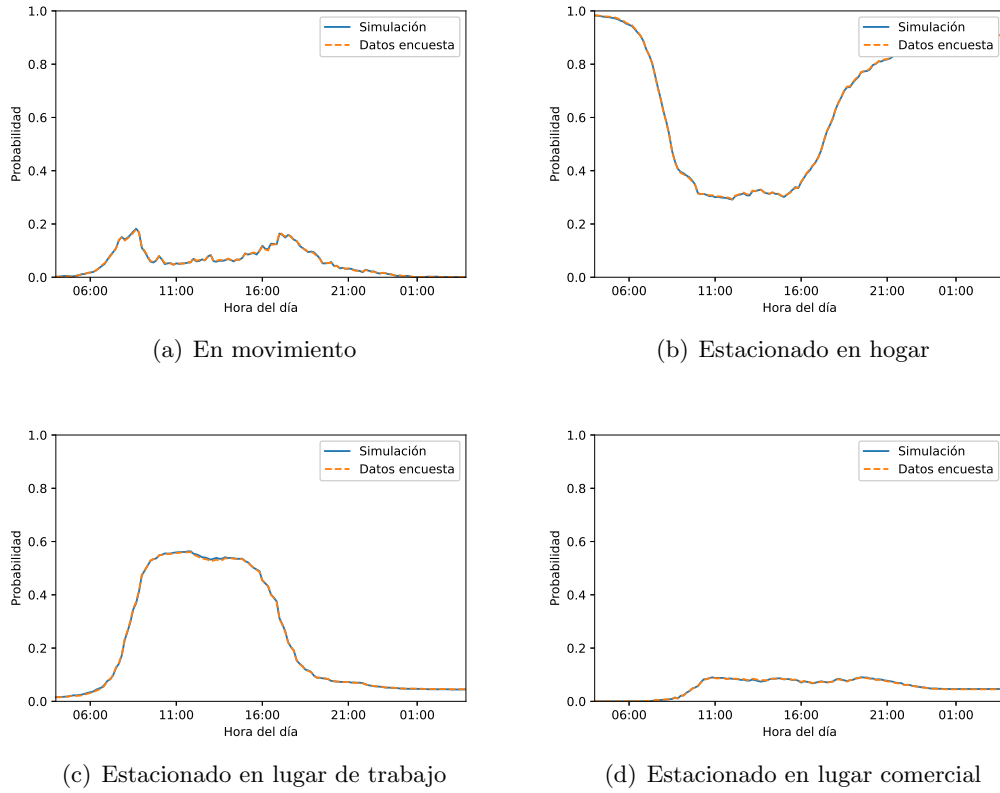 1.0
0.8
0.6
0.4
0.2
0.0
Probabilidad
Simulación
Datos encuesta
06:00 11:00 16:00 21:00 01:00
Hora del día
(a) En movimiento
1.0
0.8
0.6
0.4
0.2
0.0
Probabilidad
Simulación
Datos encuesta
06:00 11:00 16:00 21:00 01:00
Hora del día
(b) Estacionado en hogar
1.0
0.8
0.6
0.4
0.2
0.0
Probabilidad
Simulación
Datos encuesta
06:00 11:00 16:00 21:00 01:00
Hora del día
(c) Estacionado en lugar de trabajo
1.0
0.8
0.6
0.4
0.2
0.0
Probabilidad
Simulación
Datos encuesta
06:00 11:00 16:00 21:00 01:00
Hora del día
(d) Estacionado en lugar comercial